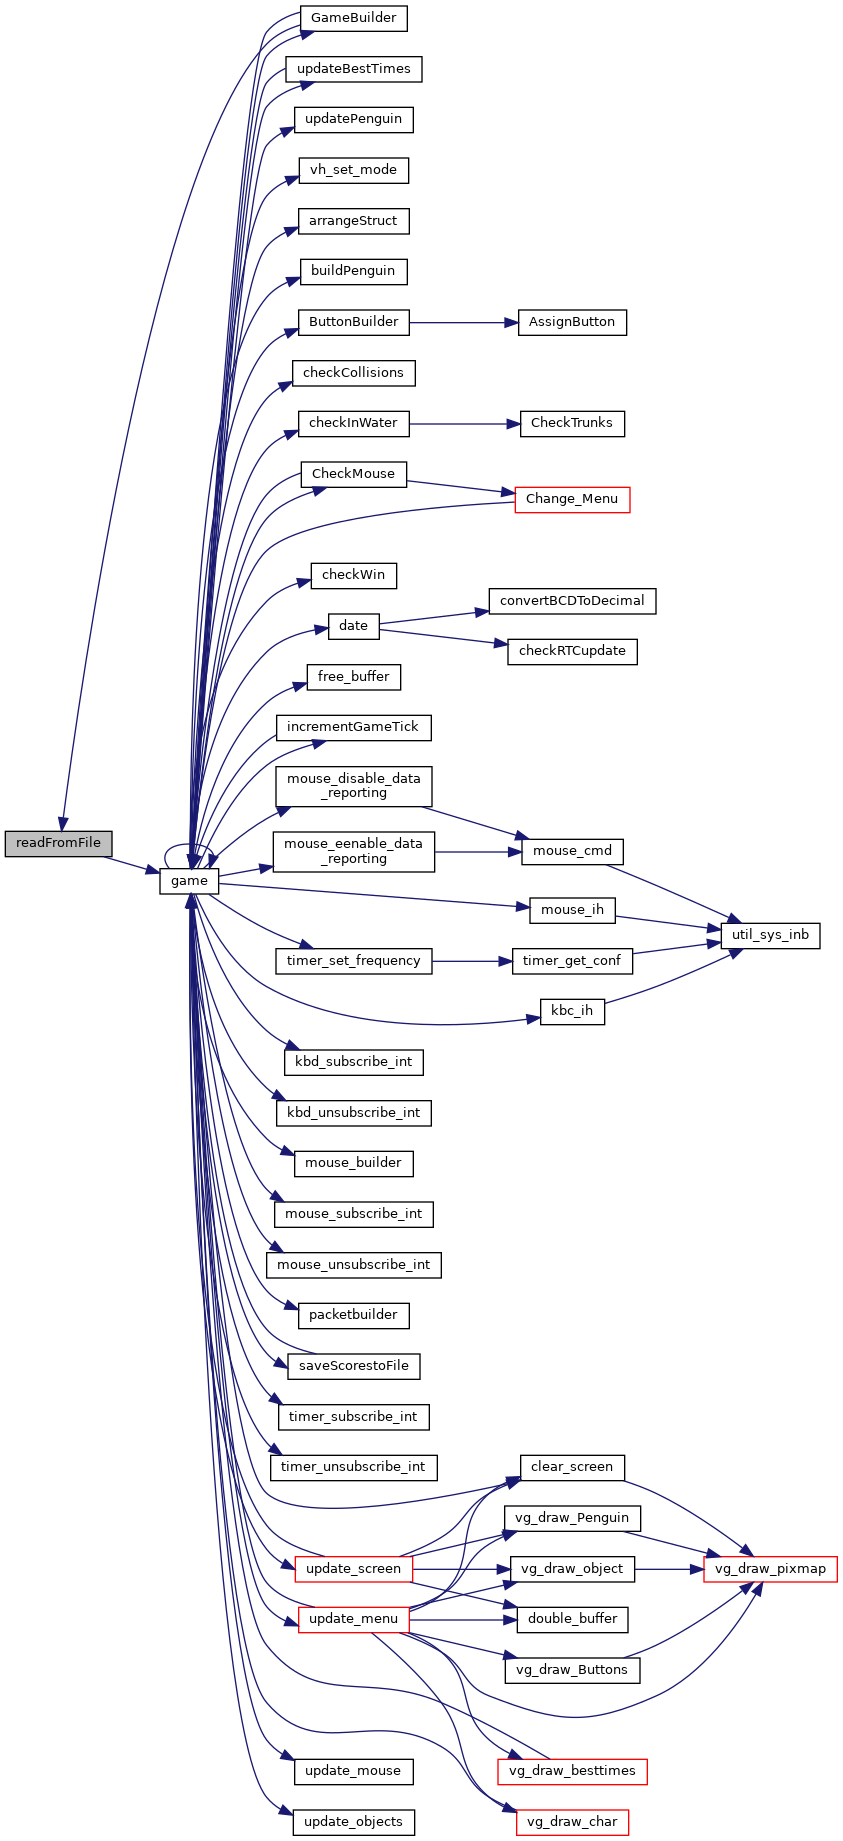 GameBuilder
updateBestTimes
updatePenguin
vh_set_mode
arrangeStruct
buildPenguin
ButtonBuilder
AssignButton
checkCollisions
checkInWater
CheckTrunks
CheckMouse
Change_Menu
checkWin
convertBCDToDecimal
date
checkRTCupdate
free_buffer
incrementGameTick
mouse_disable_data
_reporting
readFromFile
mouse_eenable_data
_reporting
mouse_cmd
game
mouse_ih
util_sys_inb
timer_set_frequency
timer_get_conf
kbc_ih
kbd_subscribe_int
kbd_unsubscribe_int
mouse_builder
mouse_subscribe_int
mouse_unsubscribe_int
packetbuilder
saveScorestoFile
timer_subscribe_int
timer_unsubscribe_int
clear_screen
vg_draw_Penguin
update_screen
vg_draw_object
vg_draw_pixmap
update_menu
double_buffer
vg_draw_Buttons
update_mouse
vg_draw_besttimes
update_objects
vg_draw_char